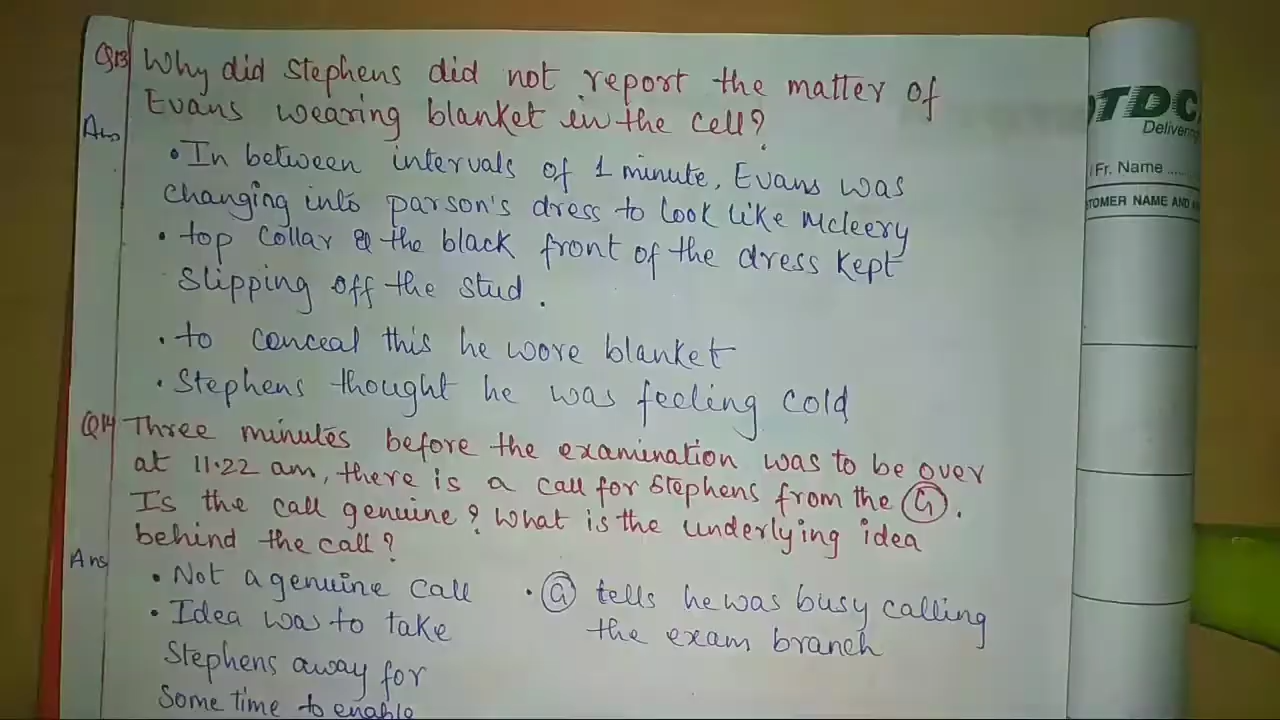 Q13 Why did Stephens did not report the matter of
Evans wearing blanket in the cell?
Ans
• In between intervals of 1 minute, Evans was
changing into parson's dress to look like Mcleery
• top collar & the black front of the dress kept
slipping off the stud.
• to conceal this he wore blanket
• Stephens thought he was feeling cold
Q14 Three minutes before the examination was to be over
at 11.22 am, there is a call for Stephens from the G.
Is the call genuine? What is the underlying idea
behind the call?
Ans
• Not a genuine call
• Idea was to take
Stephens away for
some time to enable
• G tells he was busy calling
the exam branch
DTDC
Delivering
Fr. Name .....
TOMER NAME AND